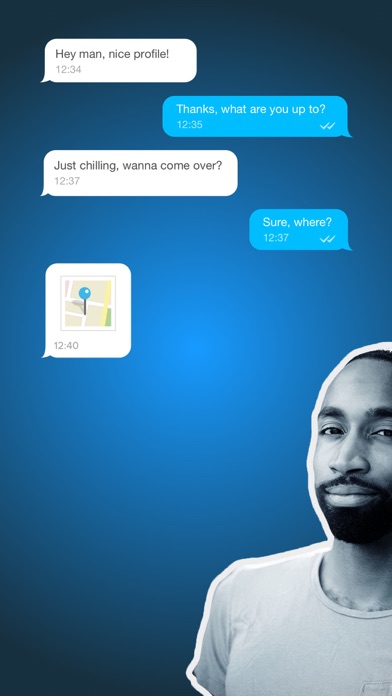 Hey man, nice profile!
12:34
Thanks, what are you up to?
12:35
Just chilling, wanna come over?
12:37
Sure, where?
12:37
12:40